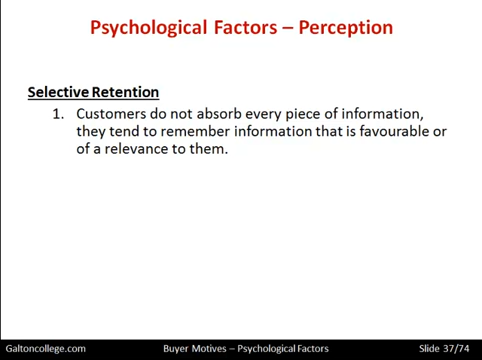 Psychological Factors – Perception
Selective Retention
1. Customers do not absorb every piece of information,
they tend to remember information that is favourable or
of a relevance to them.
Galtoncollege.com Buyer Motives – Psychological Factors Slide 37/74